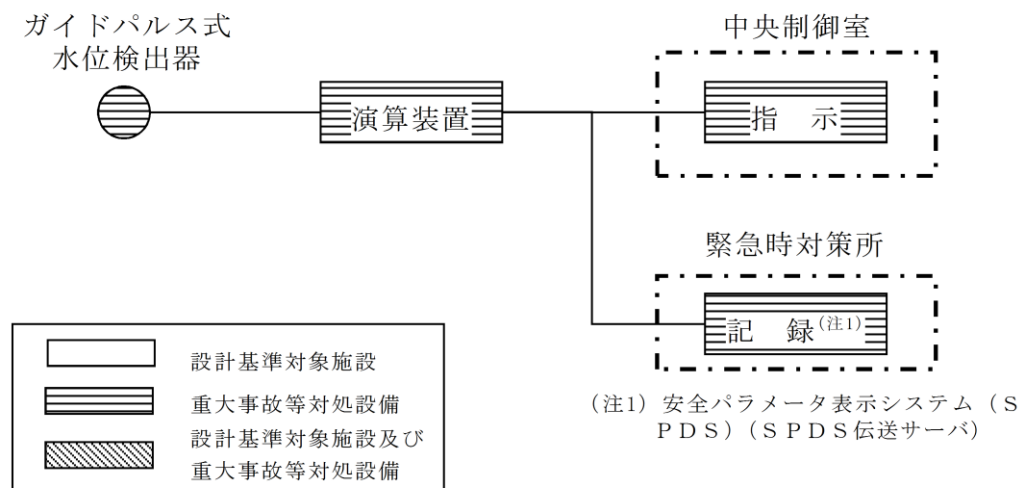 ガイドパルス式
水位検出器
演算装置
中央制御室
指　示
緊急時対策所
記　録(注1)
(注1) 安全パラメータ表示システム（Ｓ
ＰＤＳ）（ＳＰＤＳ伝送サーバ）
設計基準対象施設
重大事故等対処設備
設計基準対象施設及び
重大事故等対処設備